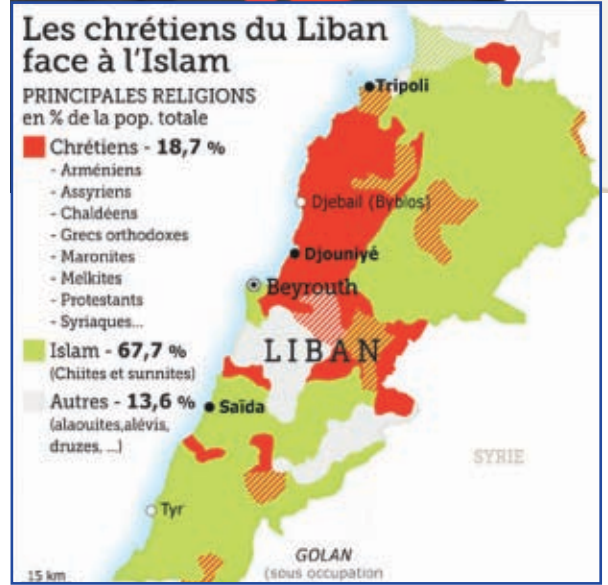 Les chrétiens du Liban
face à l'Islam
PRINCIPALES RELIGIONS
en % de la pop. totale
Chrétiens - 18,7 %
- Arméniens
- Assyriens
- Chaldéens
- Grecs orthodoxes
- Maronites
- Melkites
- Protestants
- Syriaques...
Islam - 67,7 %
(Chiites et sunnites)
Autres - 13,6 %
(alaouites,alévis,
druzes, ...)
Tripoli
Djebail (Byblos)
Djouniyé
Beyrouth
LIBAN
Saïda
SYRIE
Tyr
GOLAN
(sous occupation
15 km